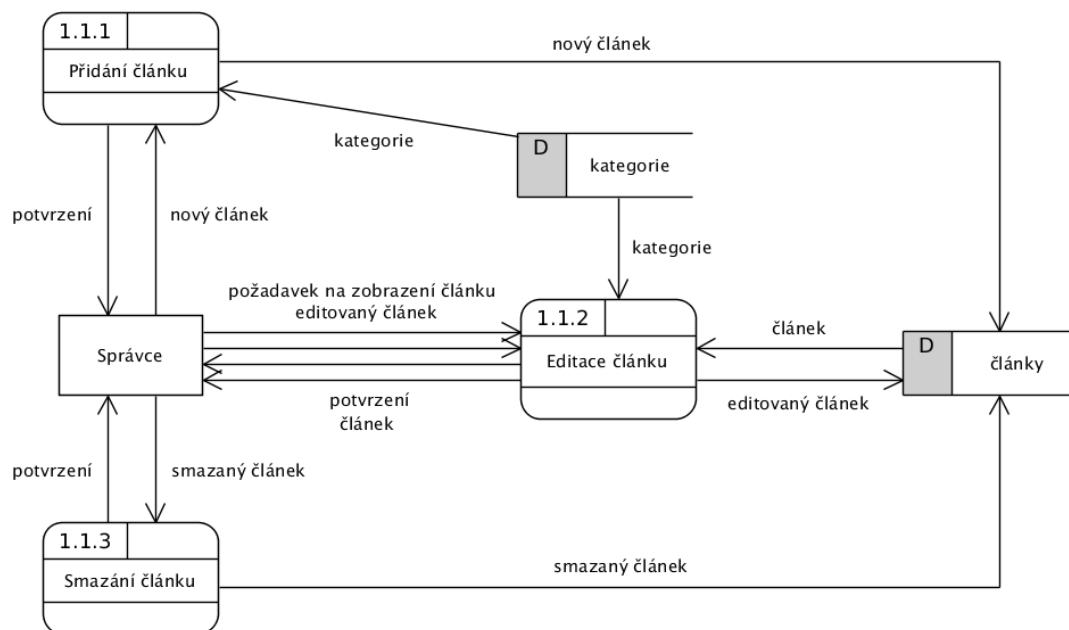 1.1.1
Přidání článku
nový článek
kategorie
D
kategorie
potvrzení
nový článek
kategorie
požadavek na zobrazení článku
editovaný článek
1.1.2
Editace článku
Správce
článek
D
články
potvrzení
článek
editovaný článek
potvrzení
smazaný článek
1.1.3
Smazání článku
smazaný článek